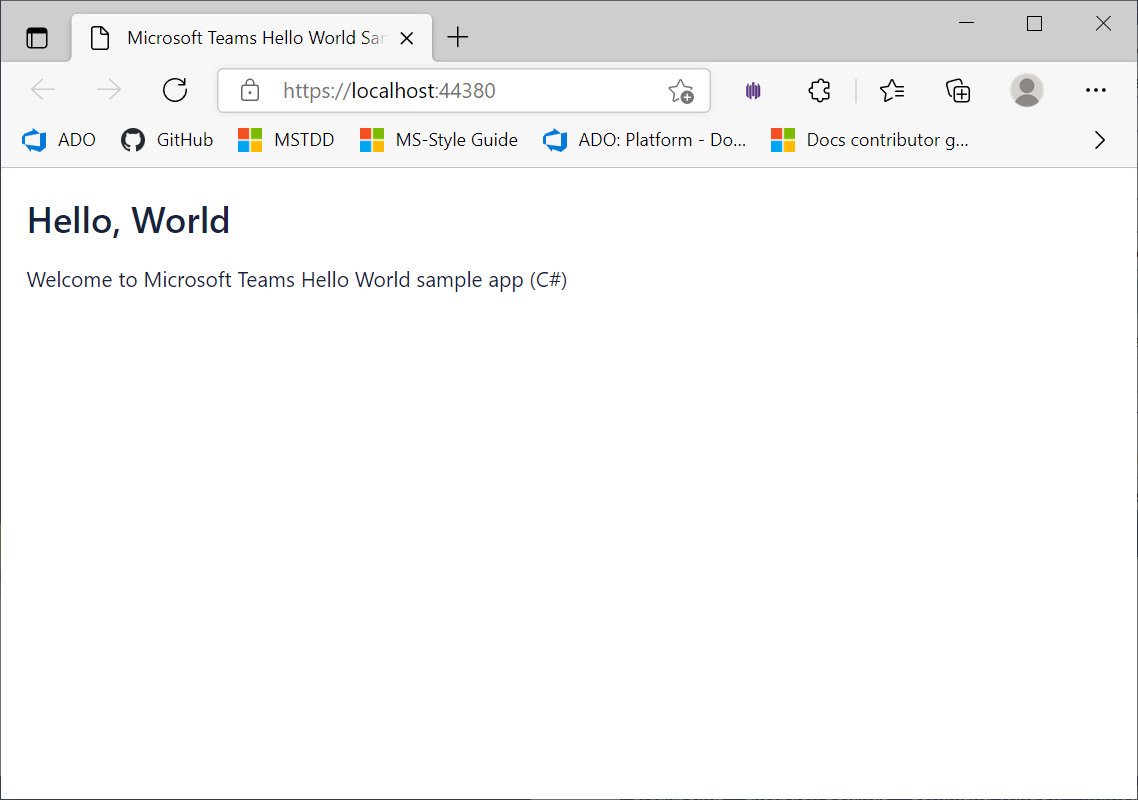 Microsoft Teams Hello World Sar
https://localhost:44380
ADO GitHub MSTDD MS-Style Guide ADO: Platform - Do... Docs contributor g...
Hello, World
Welcome to Microsoft Teams Hello World sample app (C#)